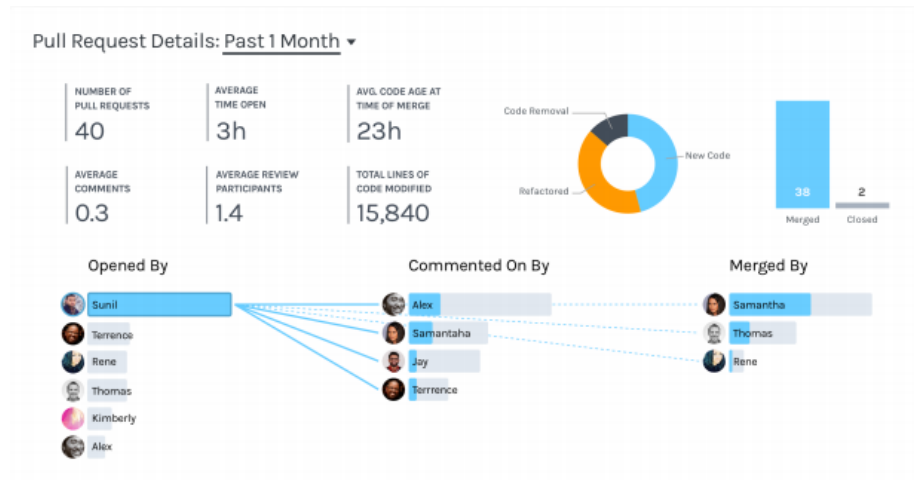 Pull Request Details: Past 1 Month
NUMBER OF
PULL REQUESTS
40
AVERAGE
TIME OPEN
3h
AVG. CODE AGE AT
TIME OF MERGE
23h
AVERAGE
COMMENTS
0.3
AVERAGE REVIEW
PARTICIPANTS
1.4
TOTAL LINES OF
CODE MODIFIED
15,840
Code Removal
New Code
Refactored
38
Merged
2
Closed
Opened By
Sunil
Terrence
Rene
Thomas
Kimberly
Alex
Commented On By
Alex
Samantaha
Jay
Terrrence
Merged By
Samantha
Thomas
Rene